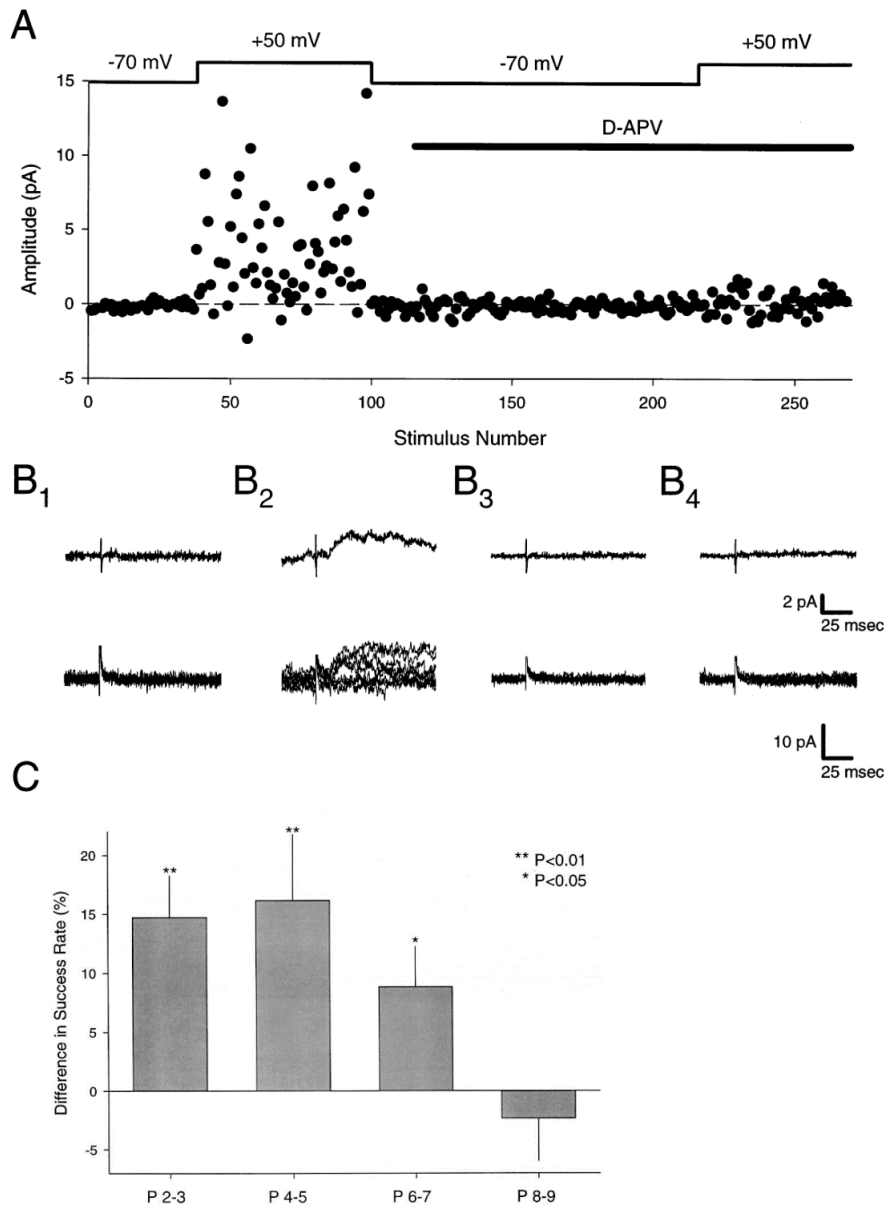 A
-70 mV
+50 mV
-70 mV
+50 mV
D-APV
15
10
5
0
-5
Amplitude (pA)
0 50 100 150 200 250
Stimulus Number
B1 B2 B3 B4
2 pA
25 msec
10 pA
25 msec
C
** ** *
** P<0.01
* P<0.05
20
15
10
5
0
-5
Difference in Success Rate (%)
P 2-3 P 4-5 P 6-7 P 8-9